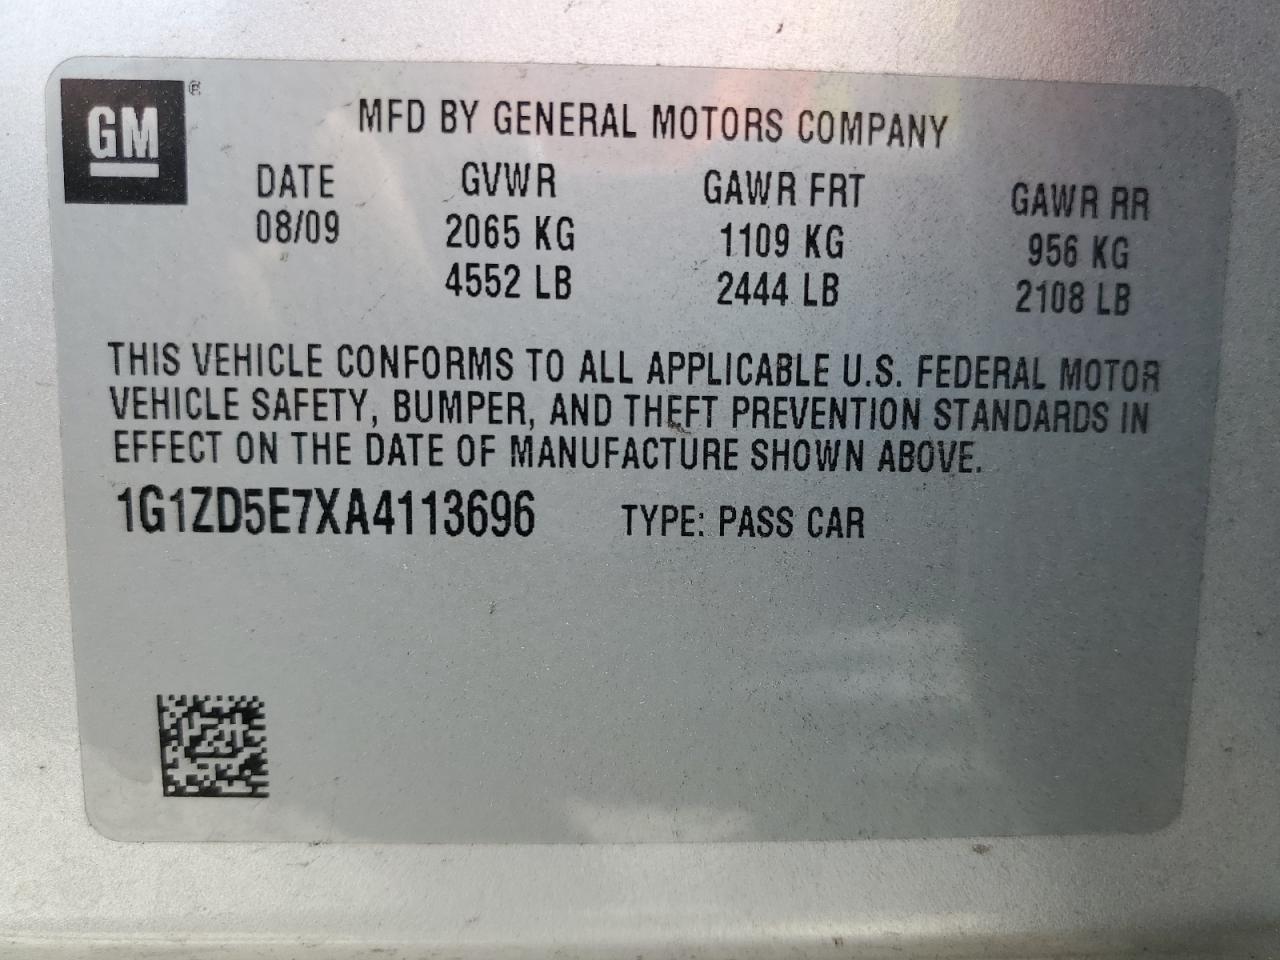 GM ®
MFD BY GENERAL MOTORS COMPANY
DATE GVWR GAWR FRT GAWR RR
08/09 2065 KG 1109 KG 956 KG
4552 LB 2444 LB 2108 LB
THIS VEHICLE CONFORMS TO ALL APPLICABLE U.S. FEDERAL MOTOR
VEHICLE SAFETY, BUMPER, AND THEFT PREVENTION STANDARDS IN
EFFECT ON THE DATE OF MANUFACTURE SHOWN ABOVE.
1G1ZD5E7XA4113696 TYPE: PASS CAR